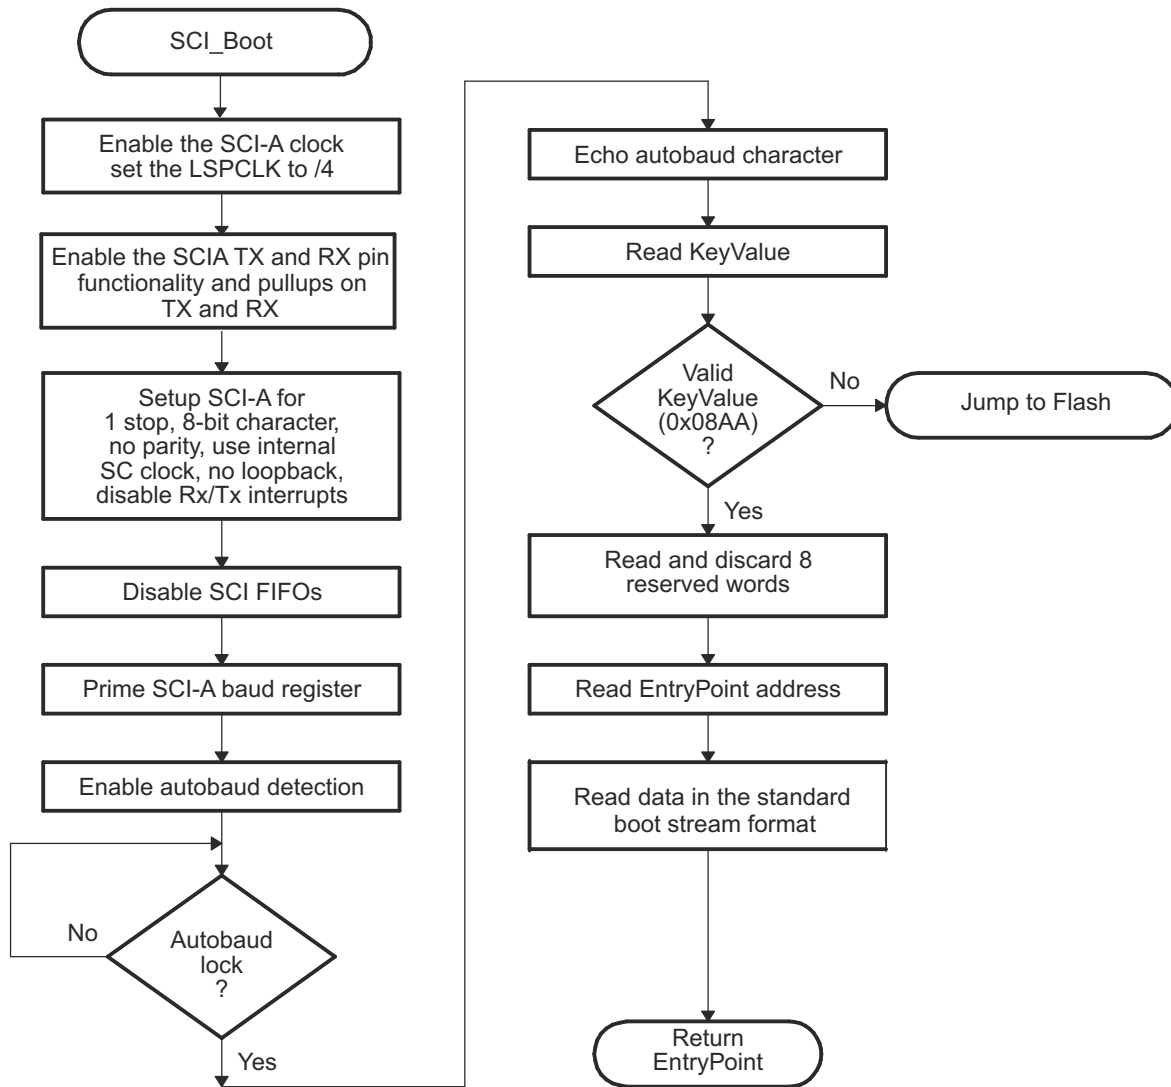 SCI_Boot
Enable the SCI-A clock
set the LSPCLK to /4
Enable the SCIA TX and RX pin
functionality and pullups on
TX and RX
Setup SCI-A for
1 stop, 8-bit character,
no parity, use internal
SC clock, no loopback,
disable Rx/Tx interrupts
Disable SCI FIFOs
Prime SCI-A baud register
Enable autobaud detection
No
Autobaud
lock
?
Yes
Echo autobaud character
Read KeyValue
Valid
KeyValue
(0x08AA)
?
No
Jump to Flash
Yes
Read and discard 8
reserved words
Read EntryPoint address
Read data in the standard
boot stream format
Return
EntryPoint